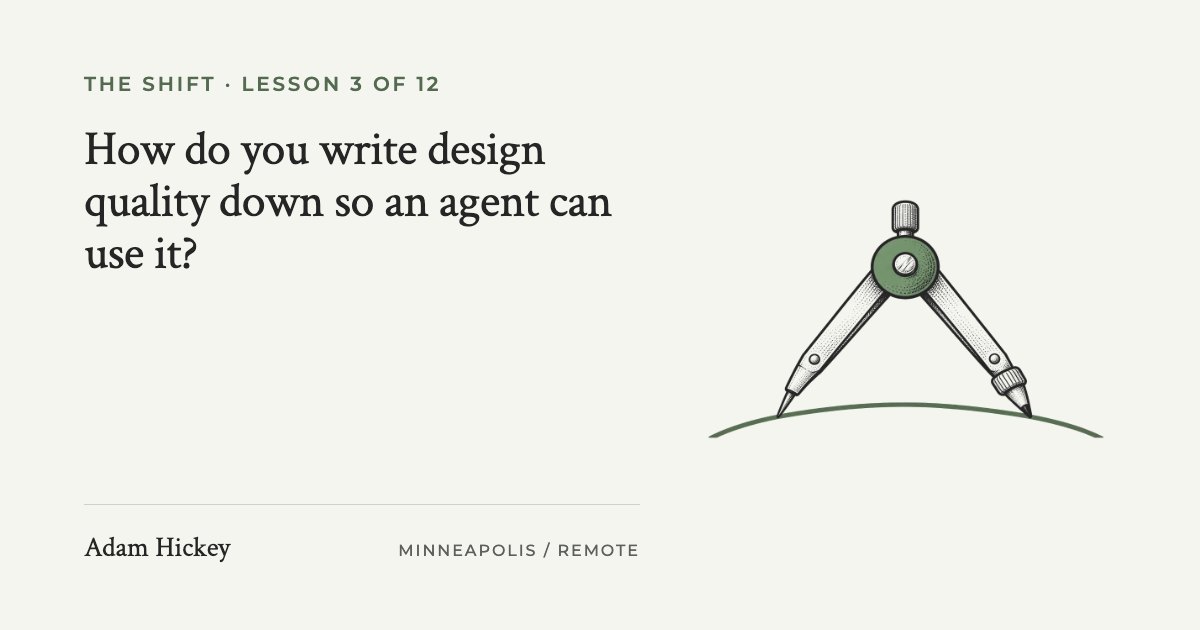 THE SHIFT · LESSON 3 OF 12
How do you write design
quality down so an agent can
use it?
Adam Hickey
MINNEAPOLIS / REMOTE